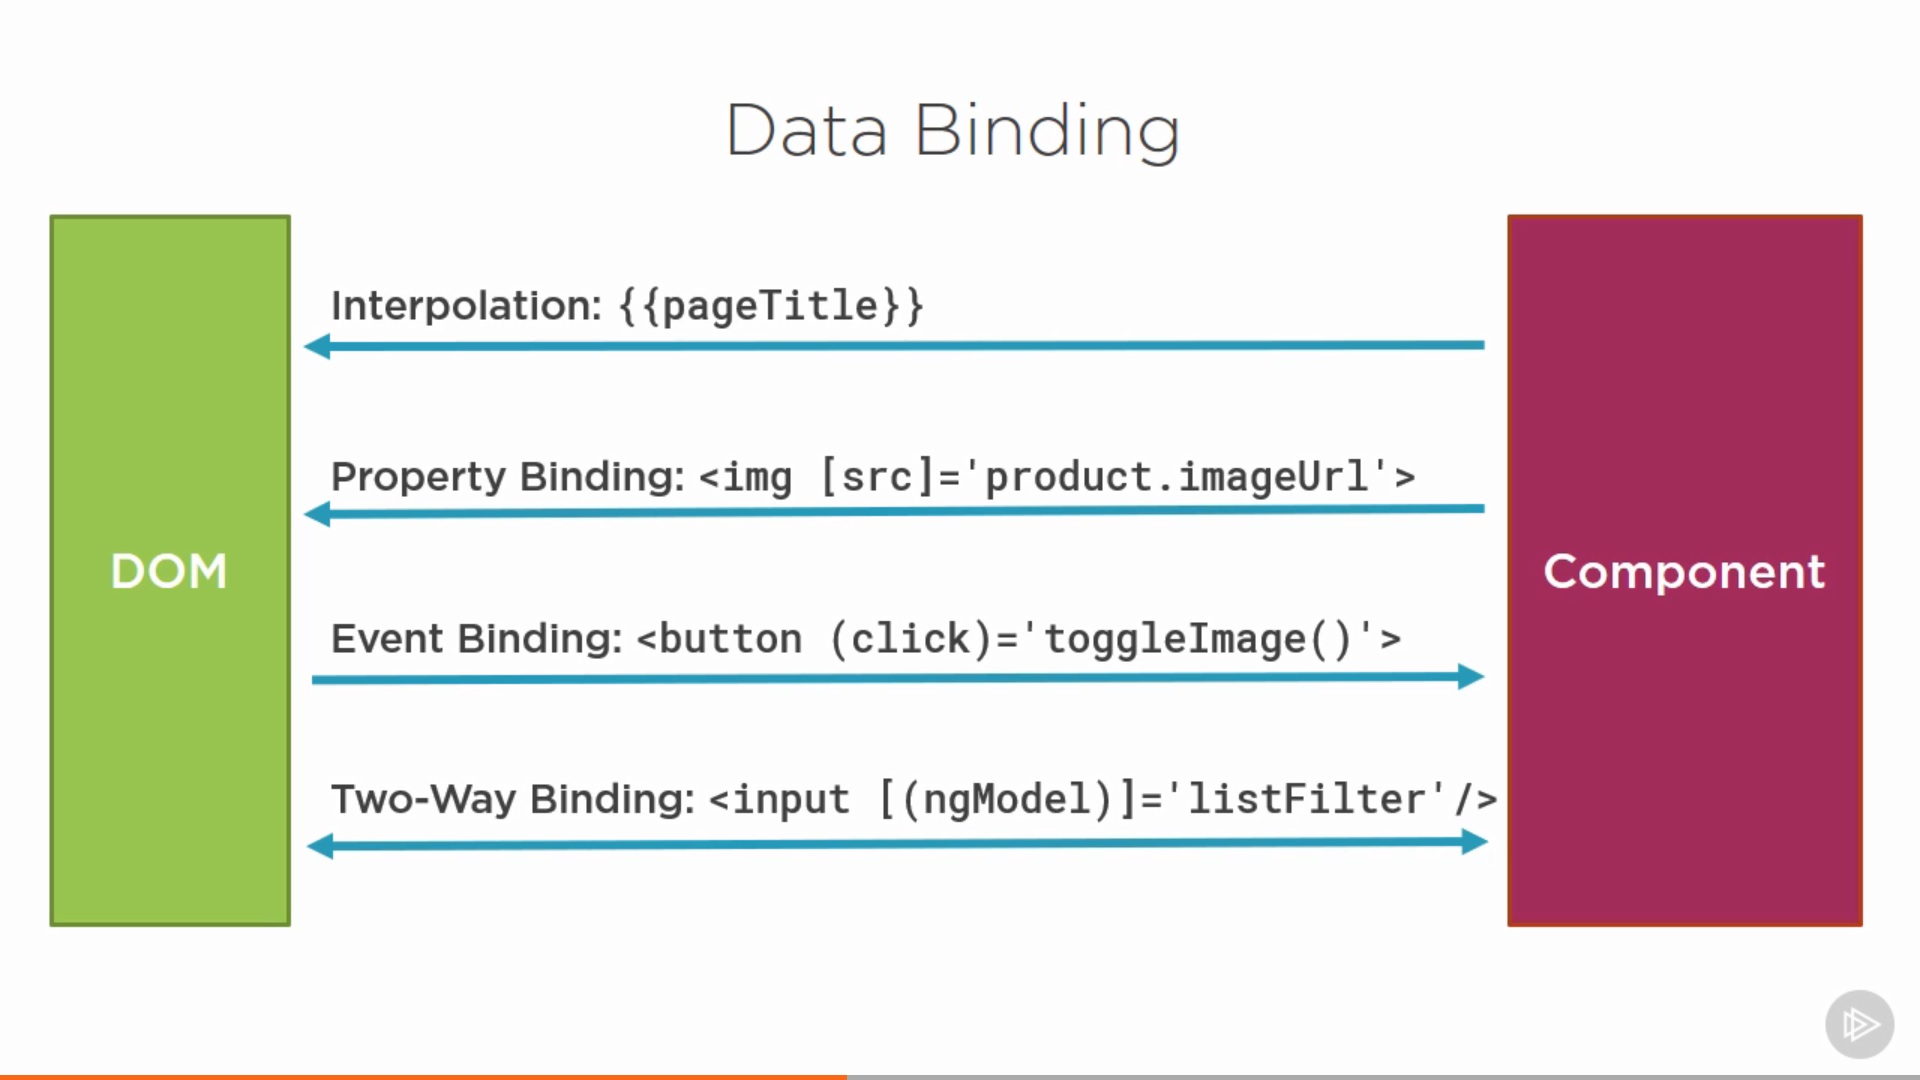 Data Binding
Interpolation: {{pageTitle}}
Property Binding: <img [src]='product.imageUrl'>
DOM
Component
Event Binding: <button (click)='toggleImage()'>
Two-Way Binding: <input [(ngModel)]='listFilter'/>